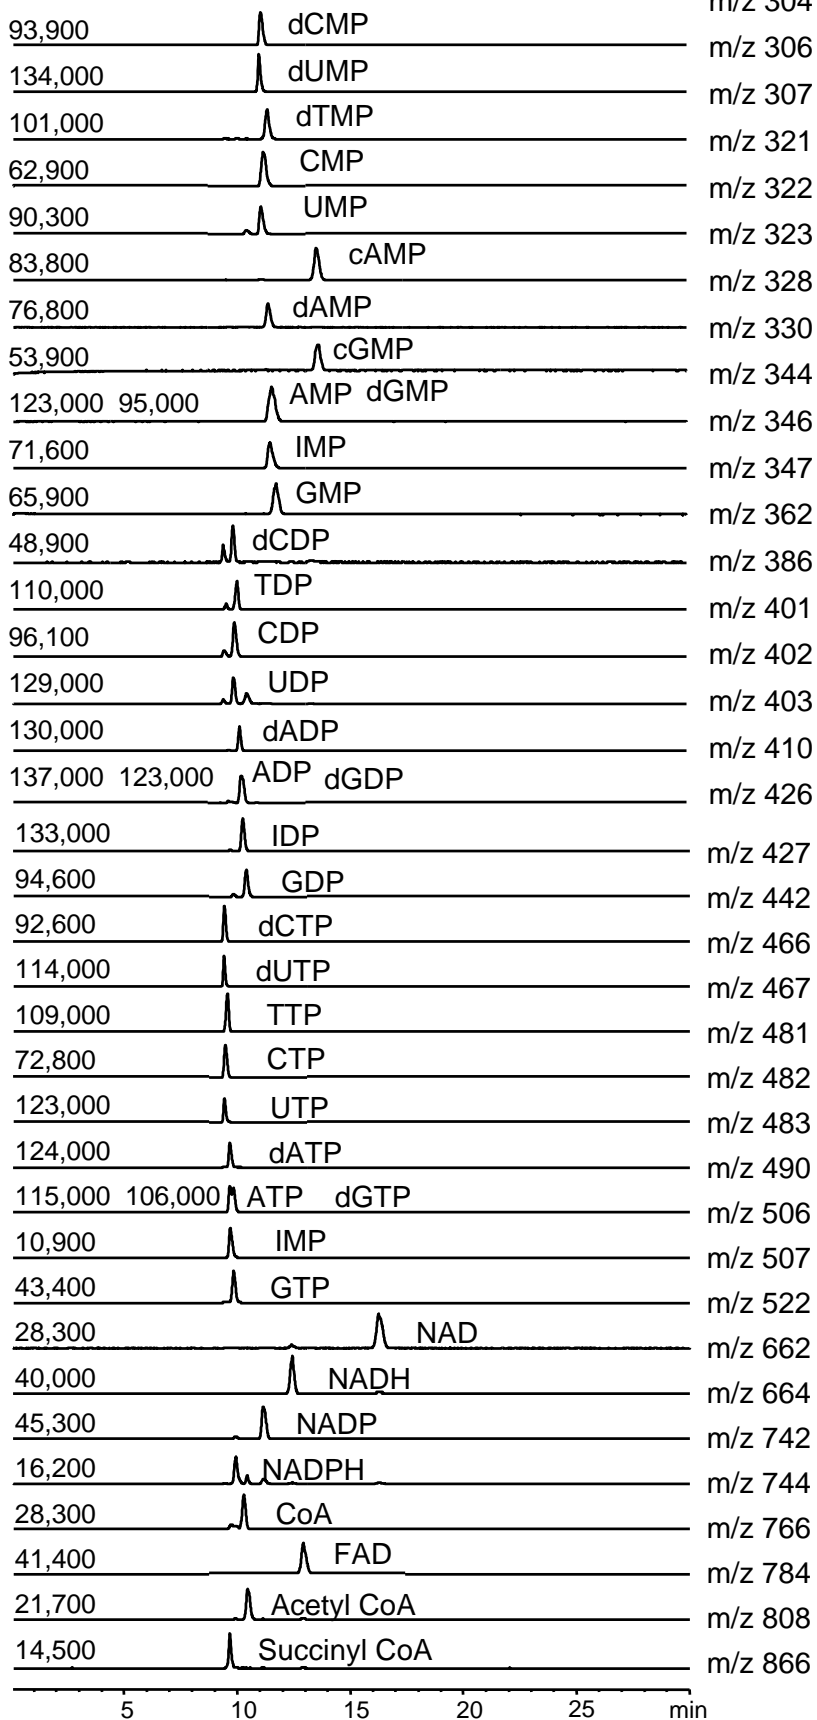 m/z 304
93,900 dCMP m/z 306
134,000 dUMP m/z 307
101,000 dTMP m/z 321
62,900 CMP m/z 322
90,300 UMP m/z 323
83,800 cAMP m/z 328
76,800 dAMP m/z 330
53,900 cGMP m/z 344
123,000 95,000 AMP dGMP m/z 346
71,600 IMP m/z 347
65,900 GMP m/z 362
48,900 dCDP m/z 386
110,000 TDP m/z 401
96,100 CDP m/z 402
129,000 UDP m/z 403
130,000 dADP m/z 410
137,000 123,000 ADP dGDP m/z 426
133,000 IDP m/z 427
94,600 GDP m/z 442
92,600 dCTP m/z 466
114,000 dUTP m/z 467
109,000 TTP m/z 481
72,800 CTP m/z 482
123,000 UTP m/z 483
124,000 dATP m/z 490
115,000 106,000 ATP dGTP m/z 506
10,900 IMP m/z 507
43,400 GTP m/z 522
28,300 NAD m/z 662
40,000 NADH m/z 664
45,300 NADP m/z 742
16,200 NADPH m/z 744
28,300 CoA m/z 766
41,400 FAD m/z 784
21,700 Acetyl CoA m/z 808
14,500 Succinyl CoA m/z 866
5 10 15 20 25 min